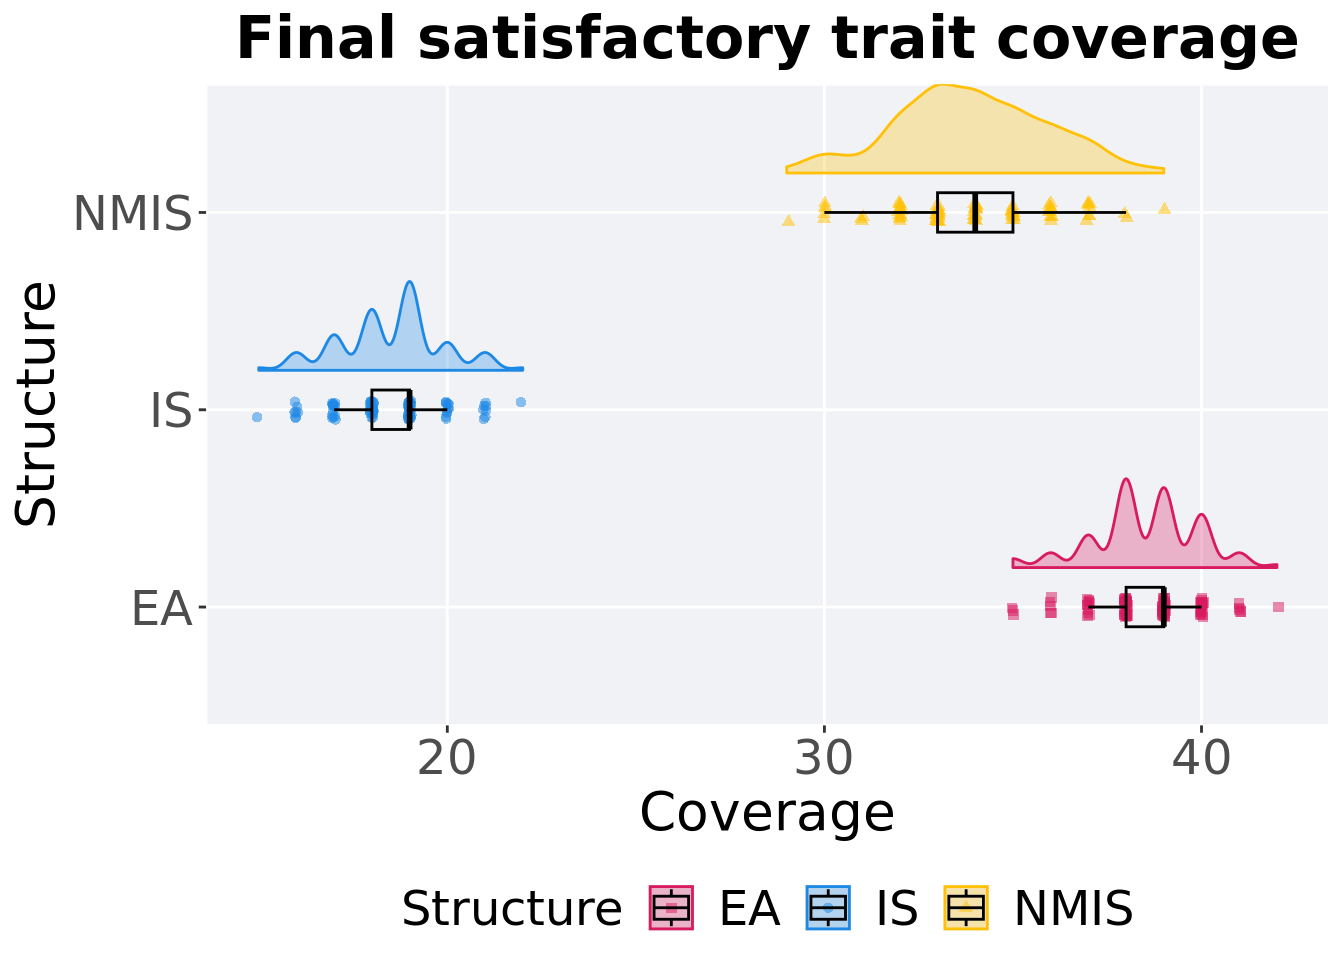 Final satisfactory trait coverage
Structure
NMIS
IS
EA
20 30 40
Coverage
Structure EA IS NMIS